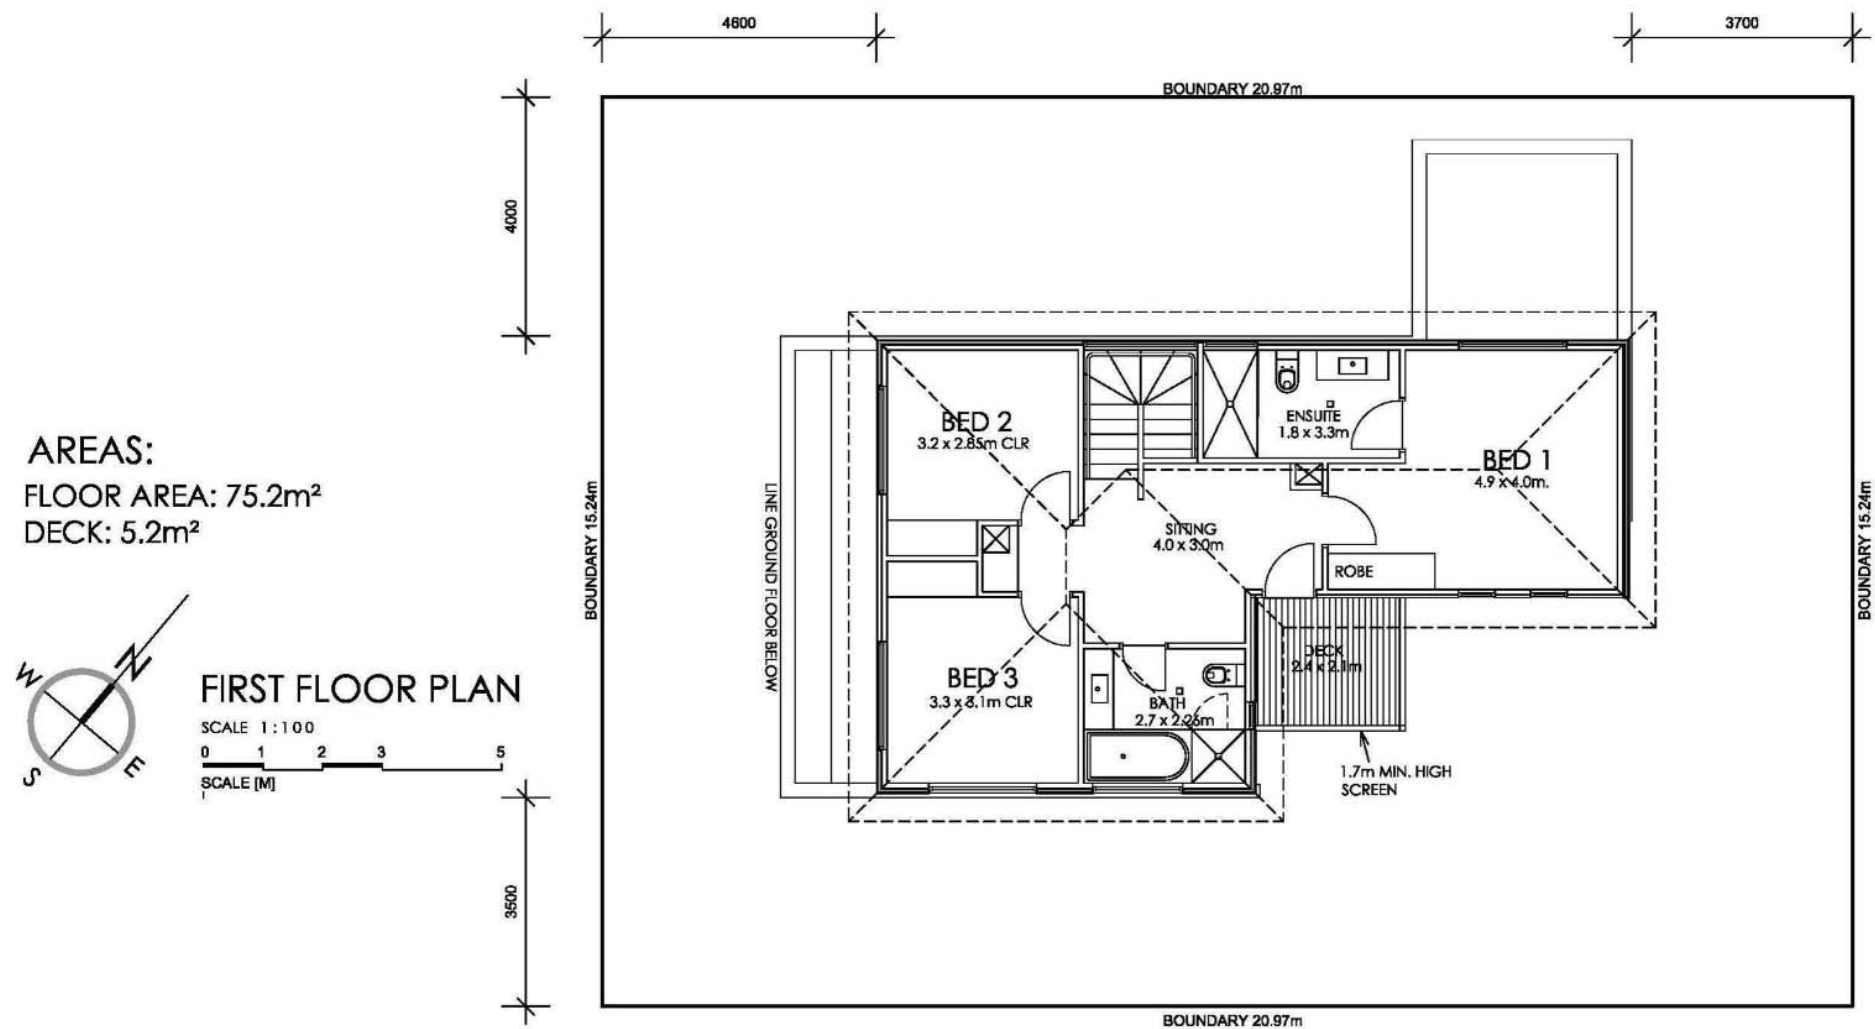 4600
3700
BOUNDARY 20.97m
4000
AREAS:
FLOOR AREA: 75.2m²
DECK: 5.2m²
BED 2
3.2 x 2.85m CLR
ENSUITE
1.8 x 3.3m
BED 1
4.9 x 4.0m.
SITTING
4.0 x 3.0m
ROBE
LINE GROUND FLOOR BELOW
BOUNDARY 15.24m
BOUNDARY 15.24m
N
W
S
E
FIRST FLOOR PLAN
SCALE 1:100
0 1 2 3 5
SCALE [M]
BED 3
3.3 x 3.1m CLR
BATH
2.7 x 2.25m
DECK
2.4 x 2.1m
1.7m MIN. HIGH
SCREEN
3500
BOUNDARY 20.97m